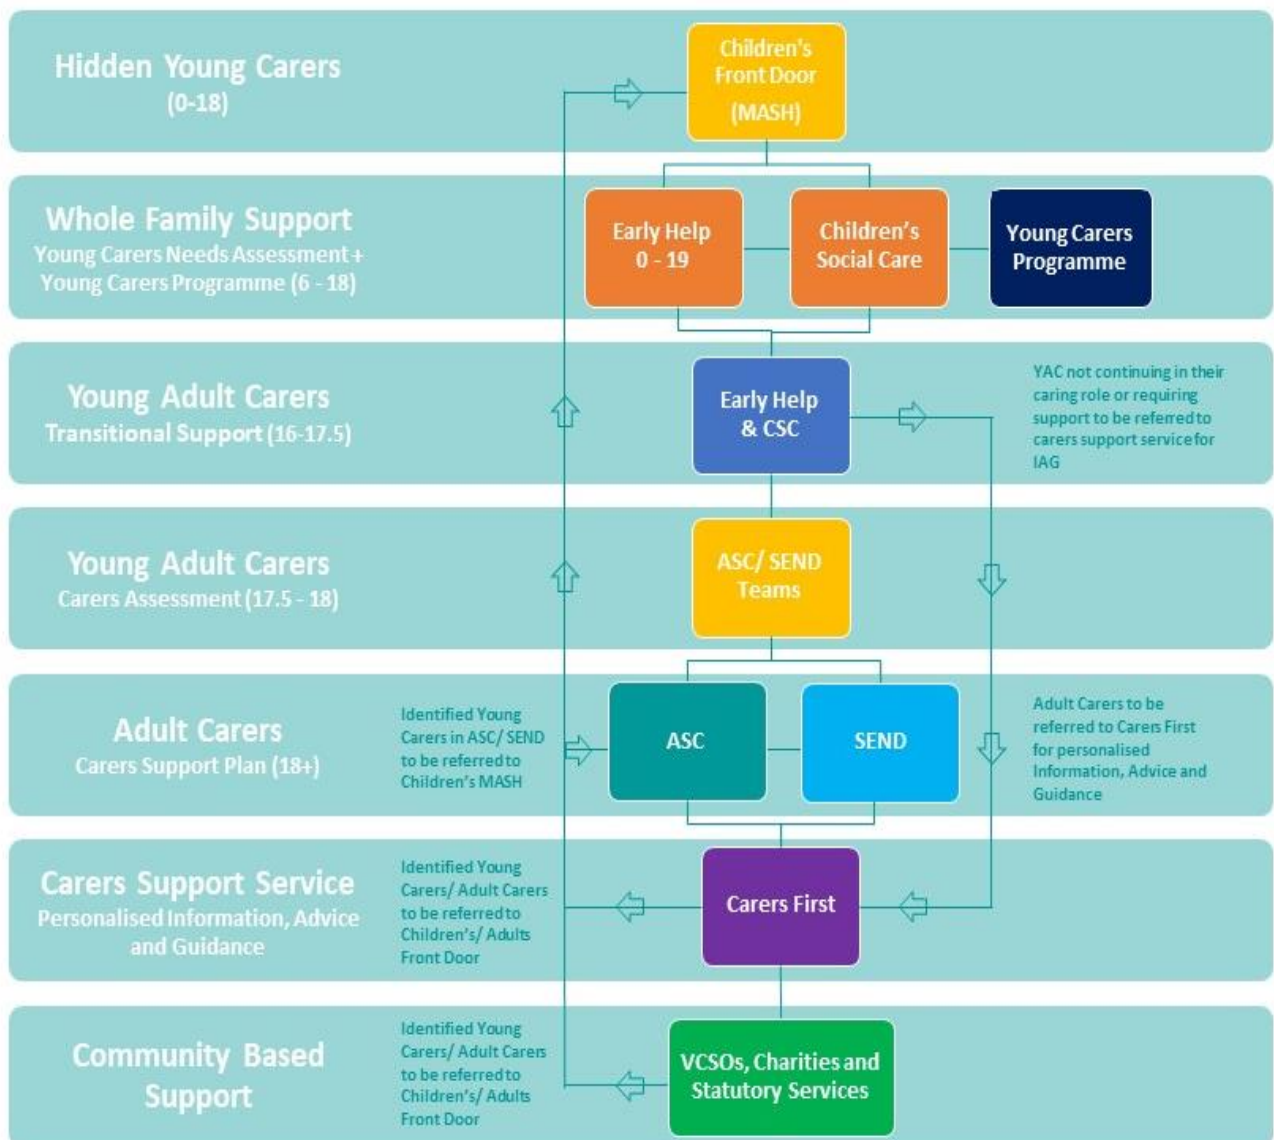 Hidden Young Carers
(0-18)
Children's
Front Door
(MASH)
Whole Family Support
Young Carers Needs Assessment +
Young Carers Programme (6 - 18)
Early Help
0 - 19
Children's
Social Care
Young Carers
Programme
Young Adult Carers
Transitional Support (16-17.5)
Early Help
& CSC
YAC not continuing in their
caring role or requiring
support to be referred to
carers support service for
IAG
Young Adult Carers
Carers Assessment (17.5 - 18)
ASC/ SEND
Teams
Adult Carers
Carers Support Plan (18+)
Identified Young
Carers in ASC/ SEND
to be referred to
Children's MASH
ASC
SEND
Adult Carers to be
referred to Carers First
for personalised
Information, Advice and
Guidance
Carers Support Service
Personalised Information, Advice
and Guidance
Identified Young
Carers/ Adult Carers
to be referred to
Children's/ Adults
Front Door
Carers First
Community Based
Support
Identified Young
Carers/ Adult Carers
to be referred to
Children's/ Adults
Front Door
VCSOs, Charities and
Statutory Services